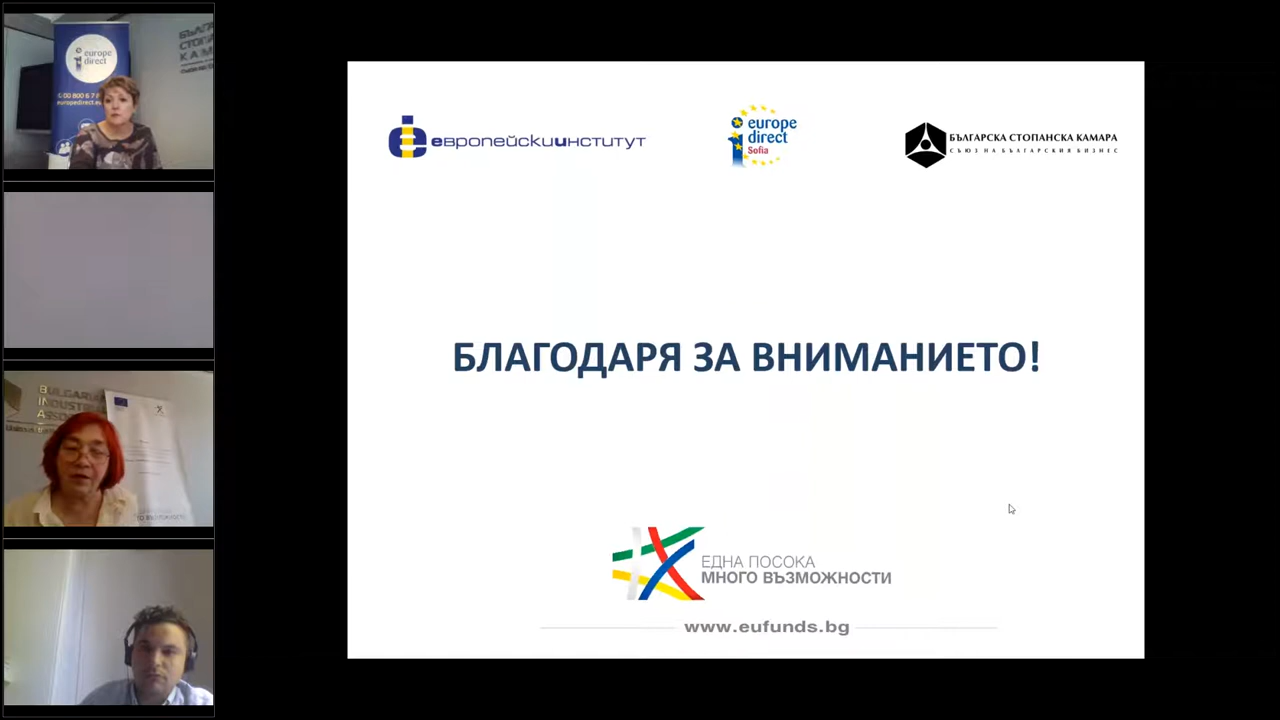 europe
direct
европейскиинститут
europe
direct
Sofia
БЪЛГАРСКА СТОПАНСКА КАМАРА
СЪЮЗ НА БЪЛГАРСКИЯ БИЗНЕС
БЛАГОДАРЯ ЗА ВНИМАНИЕТО!
ЕДНА ПОСОКА
МНОГО ВЪЗМОЖНОСТИ
www.eufunds.bg